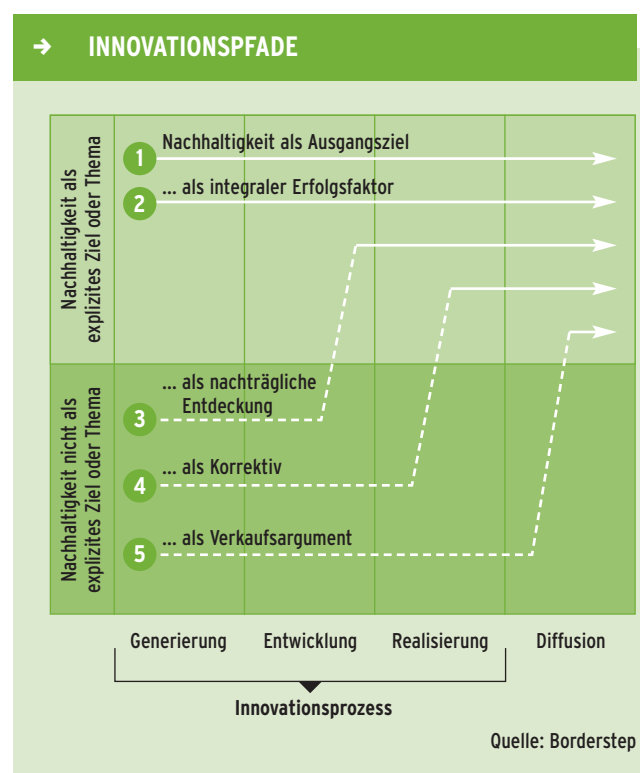 → INNOVATIONSPFADE
Nachhaltigkeit als
explizites Ziel oder Thema
1 Nachhaltigkeit als Ausgangsziel
2 ... als integraler Erfolgsfaktor
Nachhaltigkeit nicht als
explizites Ziel oder Thema
3 ... als nachträgliche
Entdeckung
4 ... als Korrektiv
5 ... als Verkaufsargument
Generierung Entwicklung Realisierung Diffusion
Innovationsprozess
Quelle: Borderstep